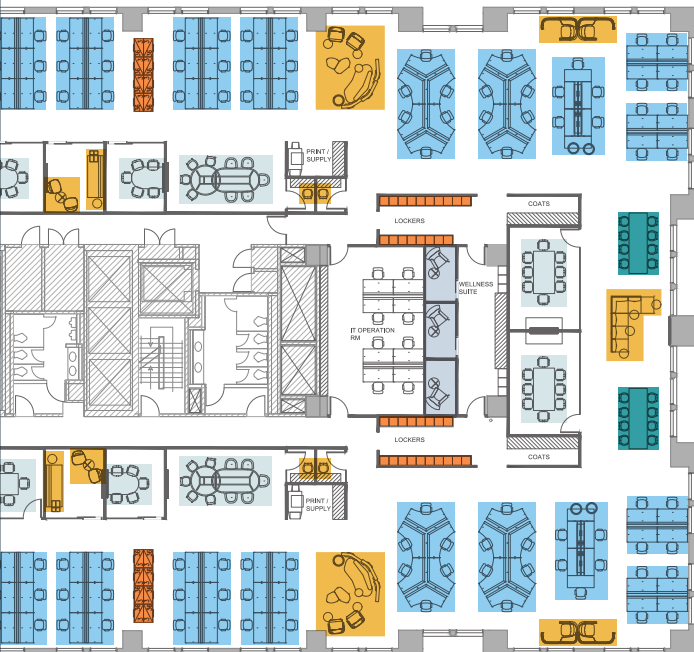 PRINT /
SUPPLY
COATS
LOCKERS
WELLNESS
SUITE
IT OPERATION
RM
LOCKERS
COATS
PRINT /
SUPPLY